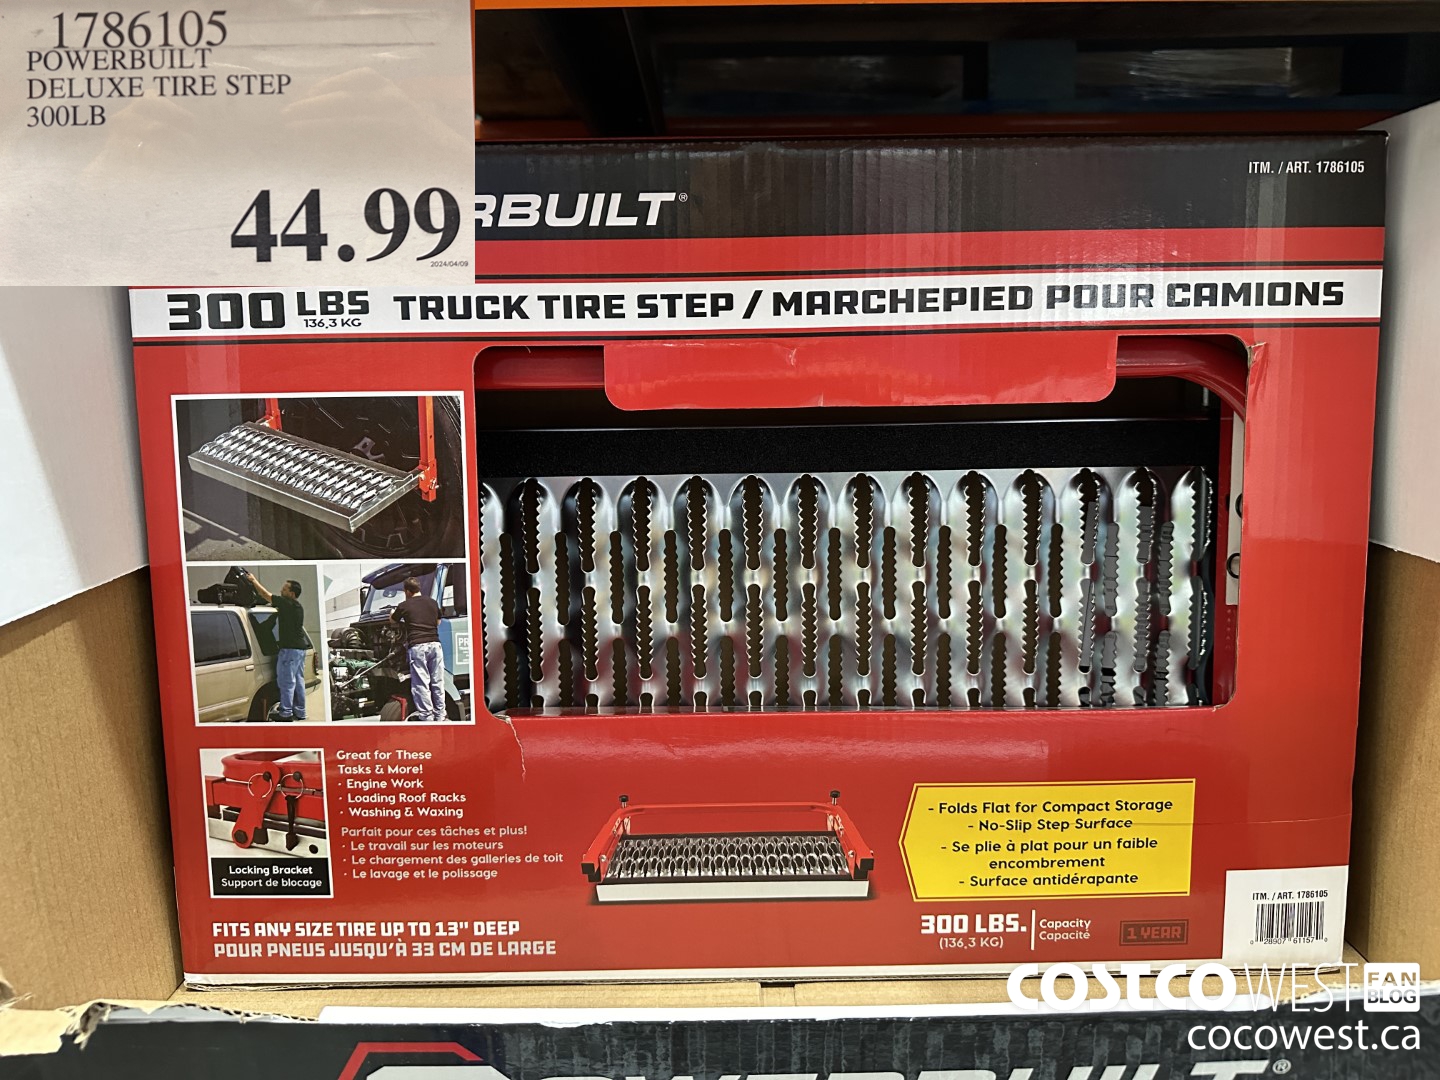 1786105
POWERBUILT
DELUXE TIRE STEP
300LB
44.99
2024/04/09
ITM. / ART. 1786105
RBUILT®
300 LBS
136,3 KG
TRUCK TIRE STEP / MARCHEPIED POUR CAMIONS
Great for These
Tasks & More!
· Engine Work
· Loading Roof Racks
· Washing & Waxing
Parfait pour ces tâches et plus!
· Le travail sur les moteurs
· Le chargement des galeries de toit
· Le lavage et le polissage
Locking Bracket
Support de blocage
- Folds Flat for Compact Storage
- No-Slip Step Surface
- Se plie à plat pour un faible
encombrement
- Surface antidérapante
FITS ANY SIZE TIRE UP TO 13" DEEP
POUR PNEUS JUSQU'À 33 CM DE LARGE
300 LBS.
(136,3 KG)
Capacity
Capacité
1 YEAR
ITM. / ART. 1786105
0 28907 61157 0
COSTCO WEST FAN BLOG
cocowest.ca
POWERBUILT®